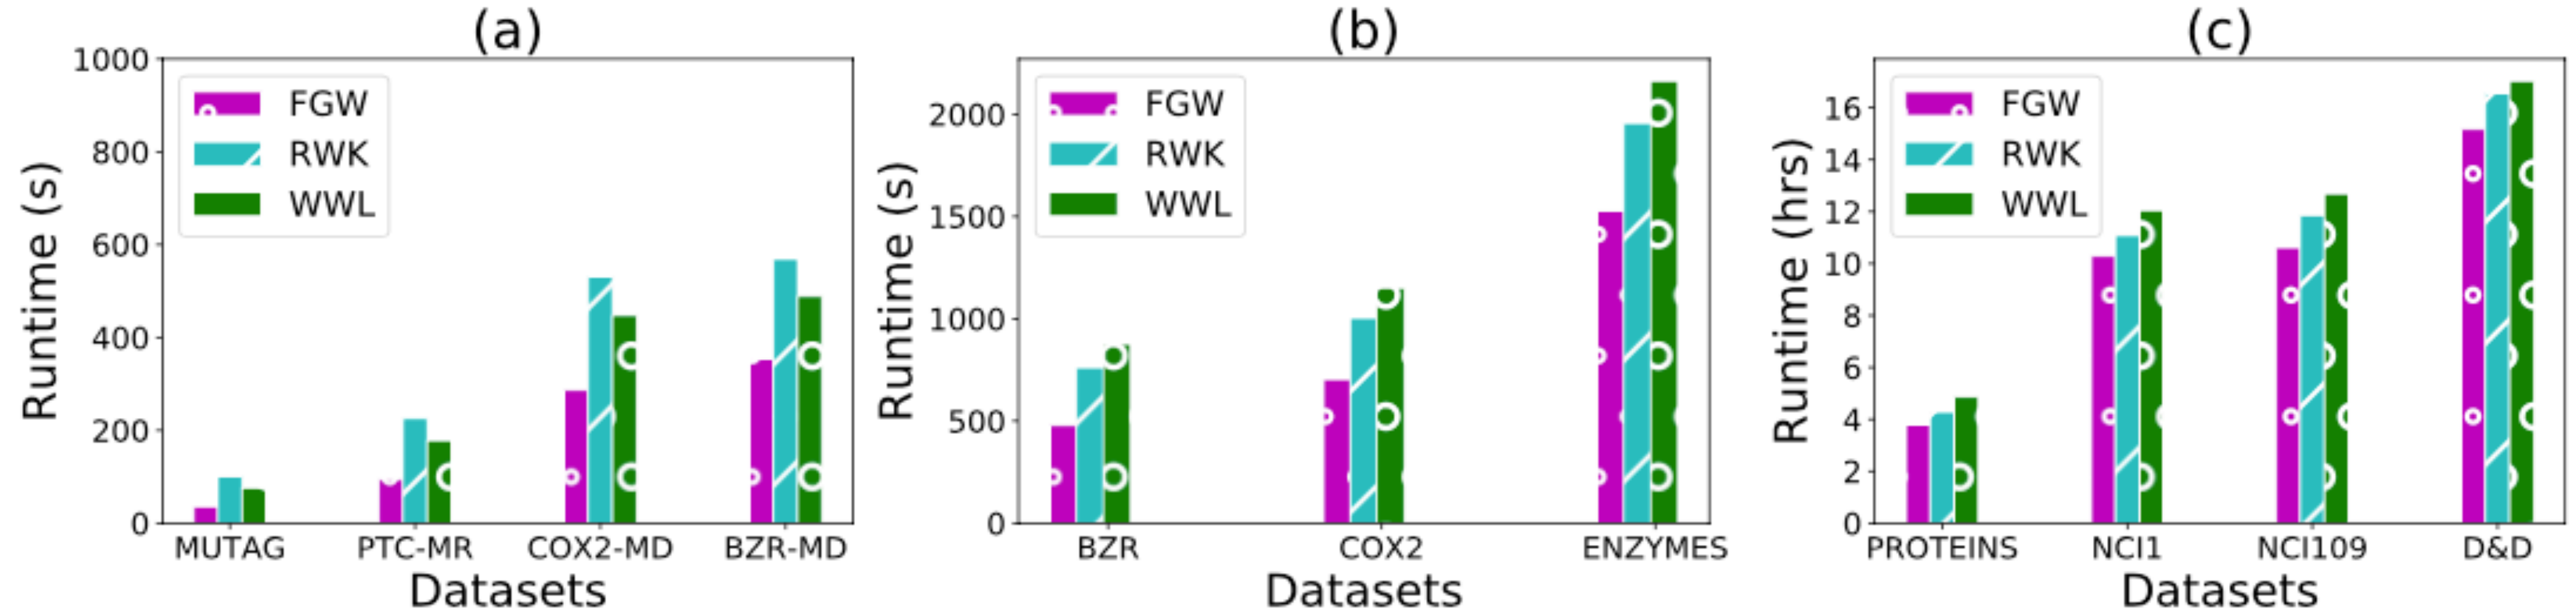 (a)
1000
800
600
400
200
0
Runtime (s)
FGW
RWK
WWL
MUTAG PTC-MR COX2-MD BZR-MD
Datasets
(b)
2000
1500
1000
500
0
Runtime (s)
FGW
RWK
WWL
BZR COX2 ENZYMES
Datasets
(c)
16
14
12
10
8
6
4
2
0
Runtime (hrs)
FGW
RWK
WWL
PROTEINS NCI1 NCI109 D&D
Datasets